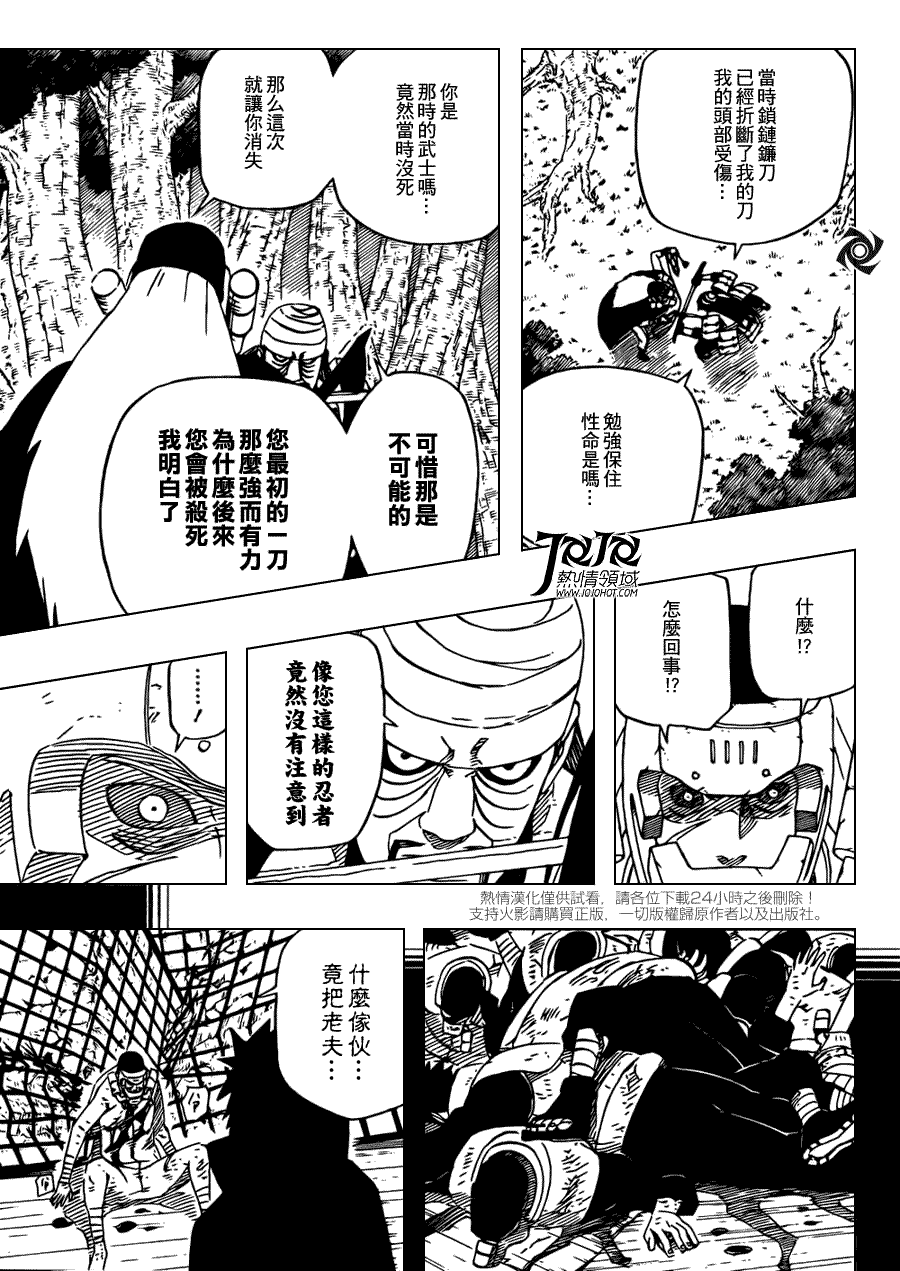 當時鎖鏈鐮刀
已經折斷了我的刀
我的頭部受傷…
勉強保住
性命是嗎…
你是
那時的武士嗎…
竟然當時沒死
那么這次
就讓你消失
可惜那是
不可能的
您最初的一刀
那麼強而有力
為什麼後來
您會被殺死
我明白了
JOJO
熱情領域
WWW.JOJOHOT.COM
什麼!?
怎麼回事!?
像您這樣的忍者
竟然沒有注意到
……!
熱情漢化僅供試看，請各位下載24小時之後刪除！
支持火影請購買正版，一切版權歸原作者以及出版社。
什麼傢伙…
竟把老夫…